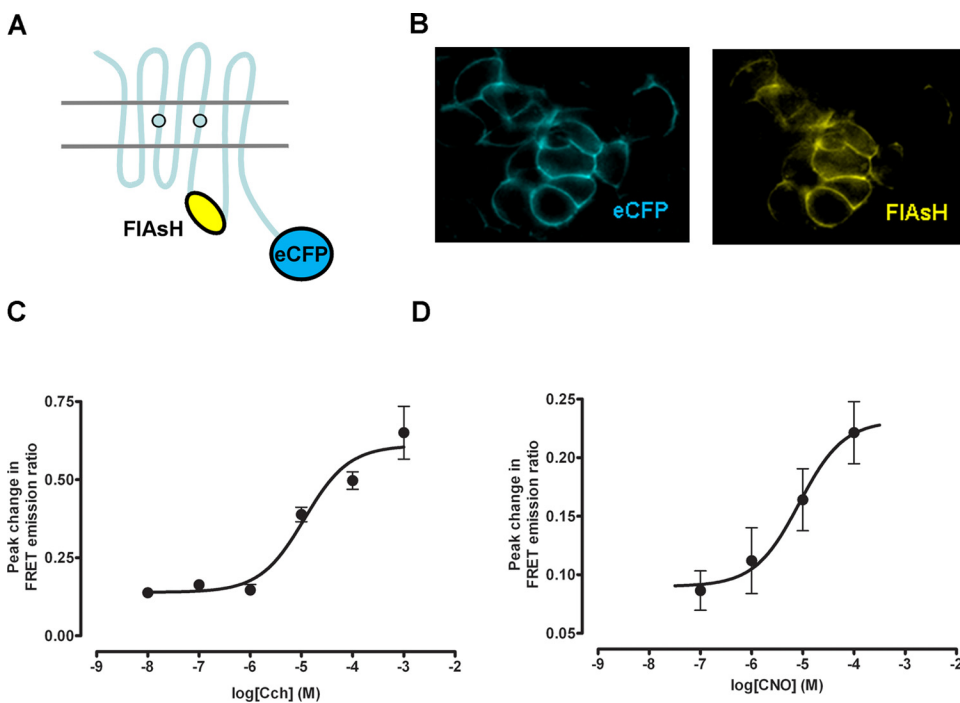 A
FlAsH
eCFP
B
eCFP
FlAsH
C
Peak change in
FRET emission ratio
0.75
0.50
0.25
0.00
-9 -8 -7 -6 -5 -4 -3 -2
log[Cch] (M)
D
Peak change in
FRET emission ratio
0.25
0.20
0.15
0.10
0.05
-9 -8 -7 -6 -5 -4 -3 -2
log[CNO] (M)